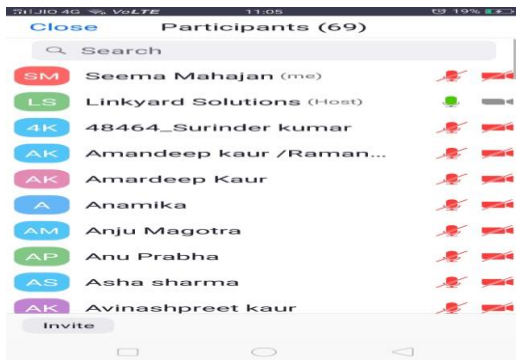 JIO 4G VoLTE 11:05 19%
Close Participants (69)
Search
SM Seema Mahajan (me)
LS Linkyard Solutions (Host)
4K 48464_Surinder kumar
AK Amandeep kaur /Raman...
AK Amardeep Kaur
A Anamika
AM Anju Magotra
AP Anu Prabha
AS Asha sharma
AK Avinashpreet kaur
Invite